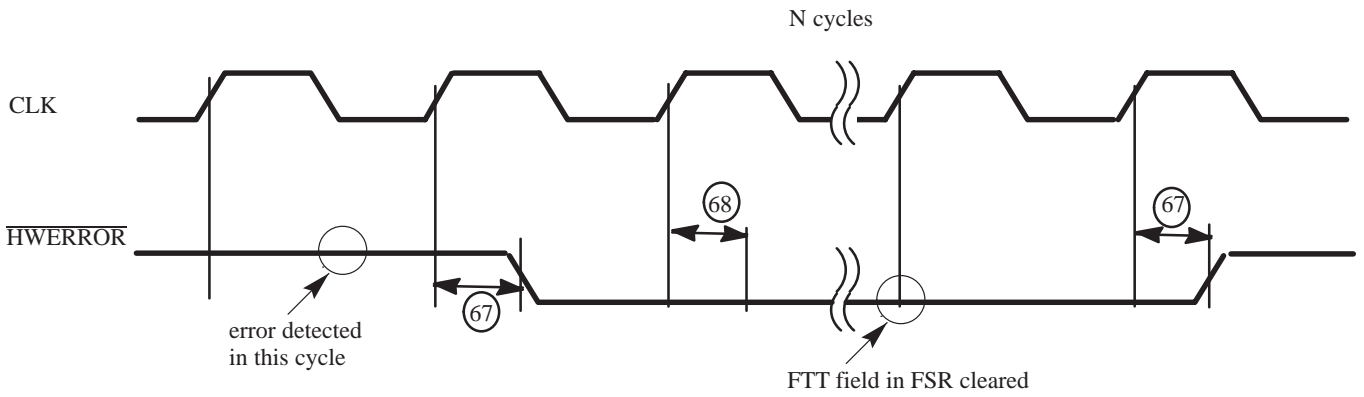 N cycles
CLK
68
67
HWERROR
67
error detected
in this cycle
FTT field in FSR cleared